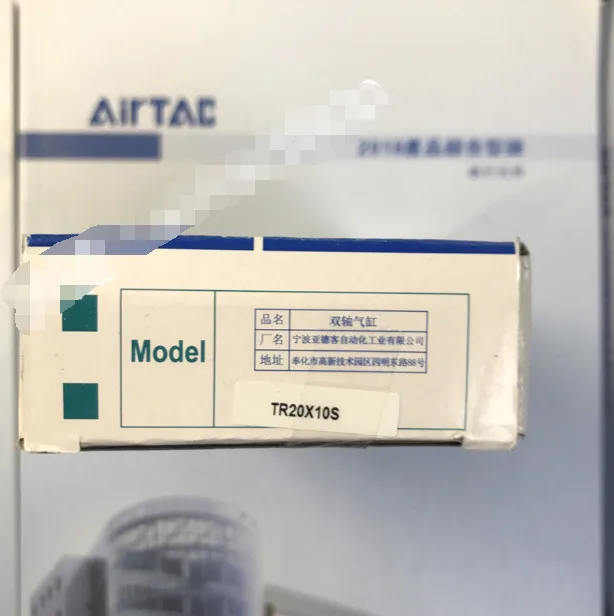 AirTAC
Model
品名 双轴气缸
厂名 宁波亚德客自动化工业有限公司
地址 奉化市高新技术园区四明东路88号
TR20X10S